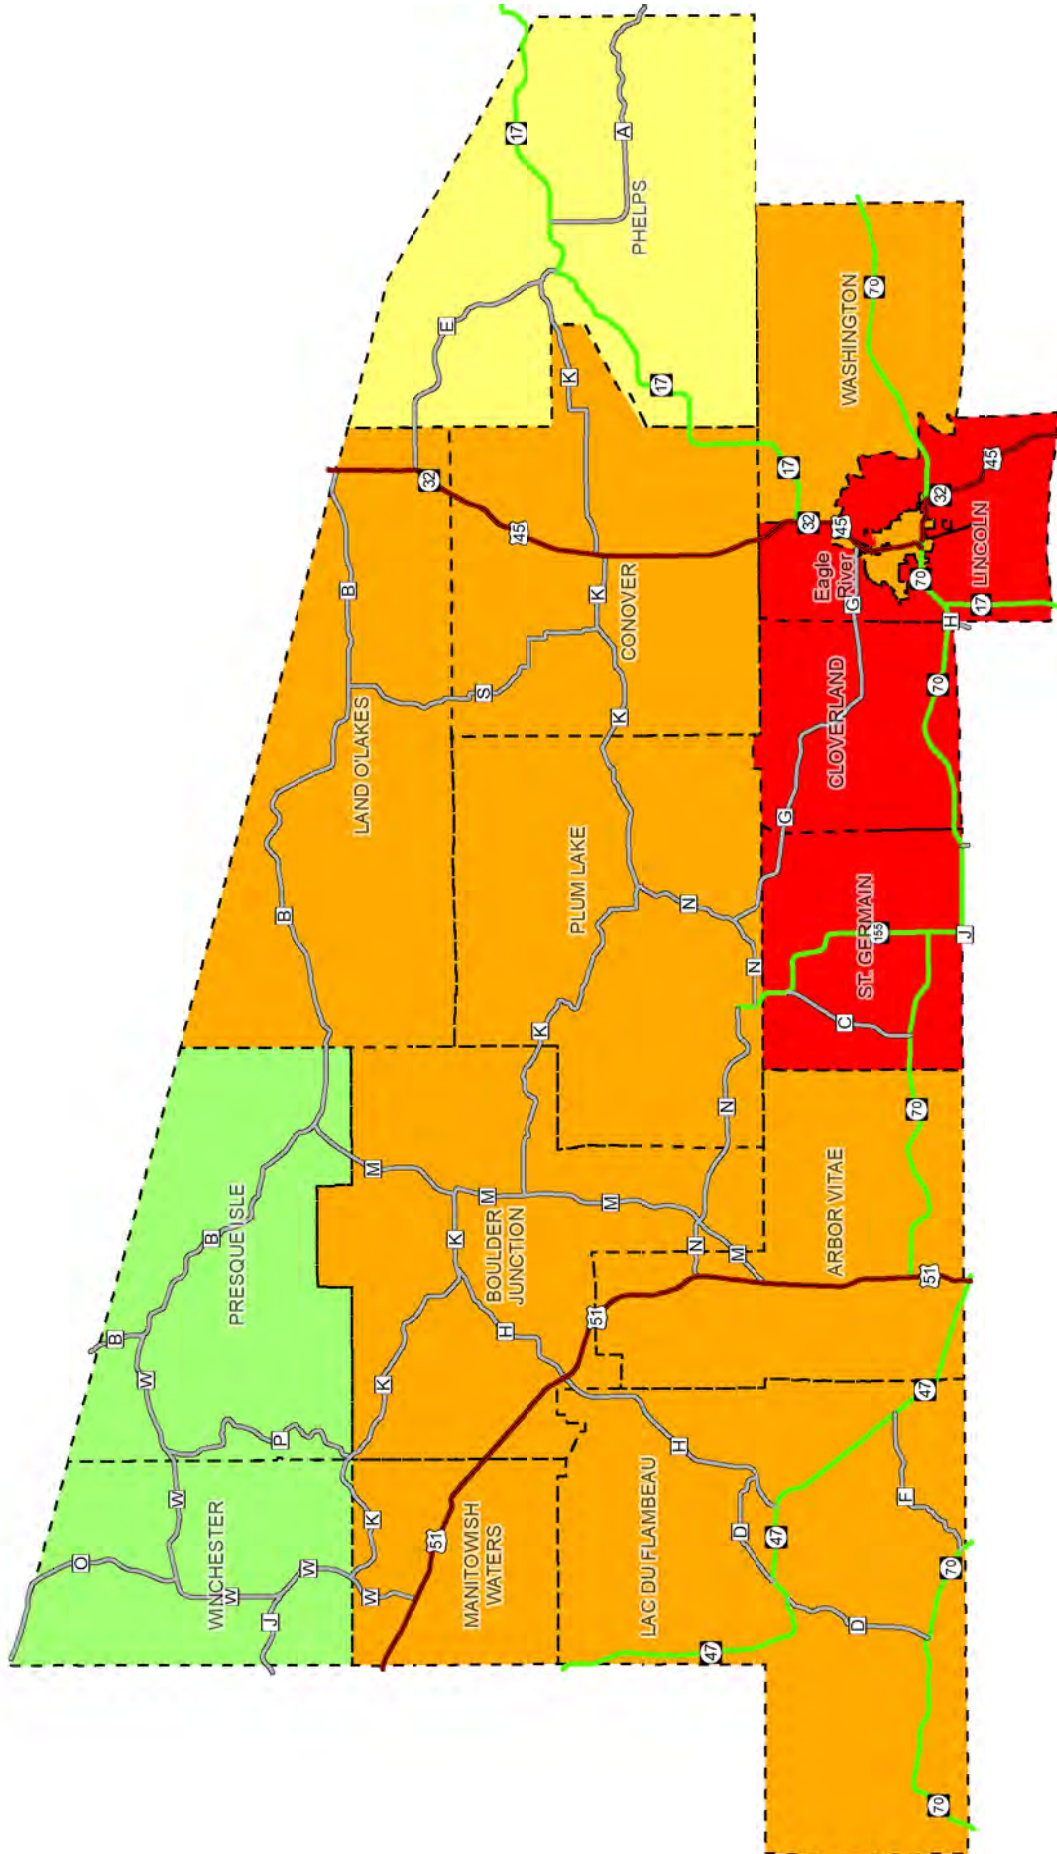 17
A
PHELPS
E
K
17
WASHINGTON
70
32
17
45
B
45
32
45
32
K
Eagle
River
G
70
LINCOLN
17
H
CONOVER
S
K
LAND O'LAKES
B
70
CLOVERLAND
G
PLUM LAKE
N
N
K
ST. GERMAIN
155
J
C
N
70
M
PRESQUE ISLE
B
B
W
P
M
K
M
BOULDER
JUNCTION
H
K
N
M
51
ARBOR VITAE
51
47
WINCHESTER
O
W
W
W
J
K
W
51
MANITOWISH
WATERS
LAC DU FLAMBEAU
H
D
47
F
70
D
47
70